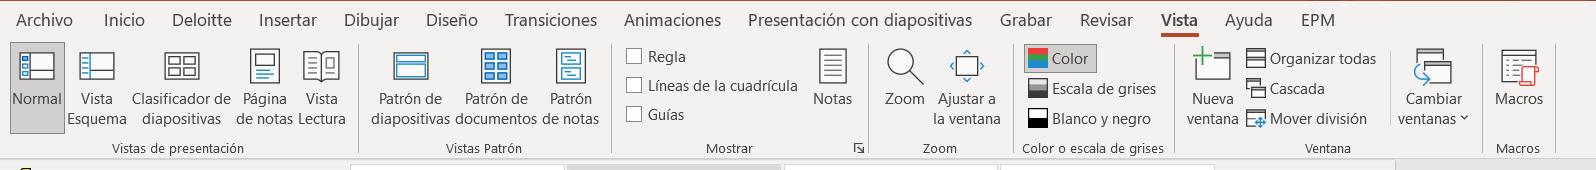 Archivo Inicio Deloitte Insertar Dibujar Diseño Transiciones Animaciones Presentación con diapositivas Grabar Revisar Vista Ayuda EPM
Normal
Vista
Esquema
Clasificador de
diapositivas
Página
de notas
Vista
Lectura
Vistas de presentación
Patrón de
diapositivas
Patrón de
documentos
Patrón
de notas
Vistas Patrón
Regla
Líneas de la cuadrícula
Guías
Notas
Mostrar
Zoom
Ajustar a
la ventana
Zoom
Color
Escala de grises
Blanco y negro
Color o escala de grises
Nueva
ventana
Organizar todas
Cascada
Mover división
Cambiar
ventanas
Ventana
Macros
Macros